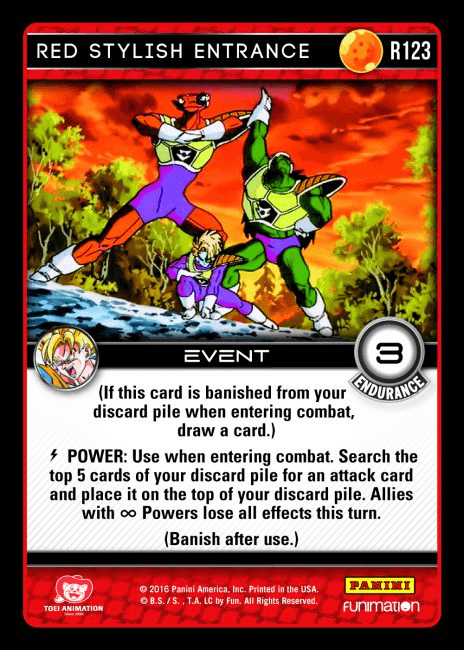 RED STYLISH ENTRANCE
R123
EVENT
3
ENDURANCE
(If this card is banished from your
discard pile when entering combat,
draw a card.)
POWER: Use when entering combat. Search the
top 5 cards of your discard pile for an attack card
and place it on the top of your discard pile. Allies
with ∞ Powers lose all effects this turn.
(Banish after use.)
TOEI ANIMATION
© 2016 Panini America, Inc. Printed in the USA.
© B.S. / S. , T.A. LC by Fun. All Rights Reserved.
PANINI
FUNIMATION